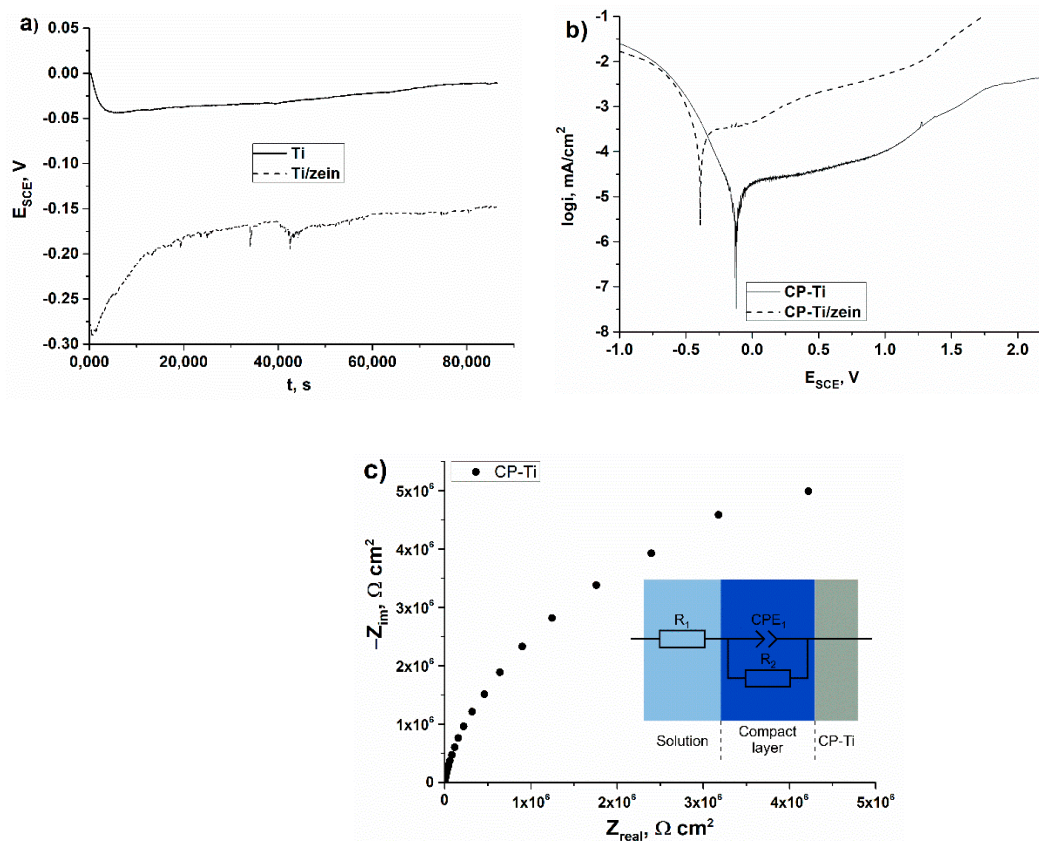 a)
0.05
0.00
-0.05
-0.10
-0.15
-0.20
-0.25
-0.30
E_SCE, V
Ti
Ti/zein
0,000 20,000 40,000 60,000 80,000
t, s
b)
-1
-2
-3
-4
-5
-6
-7
-8
logi, mA/cm²
CP-Ti
CP-Ti/zein
-1.0 -0.5 0.0 0.5 1.0 1.5 2.0
E_SCE, V
c)
CP-Ti
5x10⁶
4x10⁶
3x10⁶
2x10⁶
1x10⁶
0
−Z_im, Ω cm²
R₁
CPE₁
R₂
Solution
Compact
layer
CP-Ti
0 1x10⁶ 2x10⁶ 3x10⁶ 4x10⁶ 5x10⁶
Z_real, Ω cm²